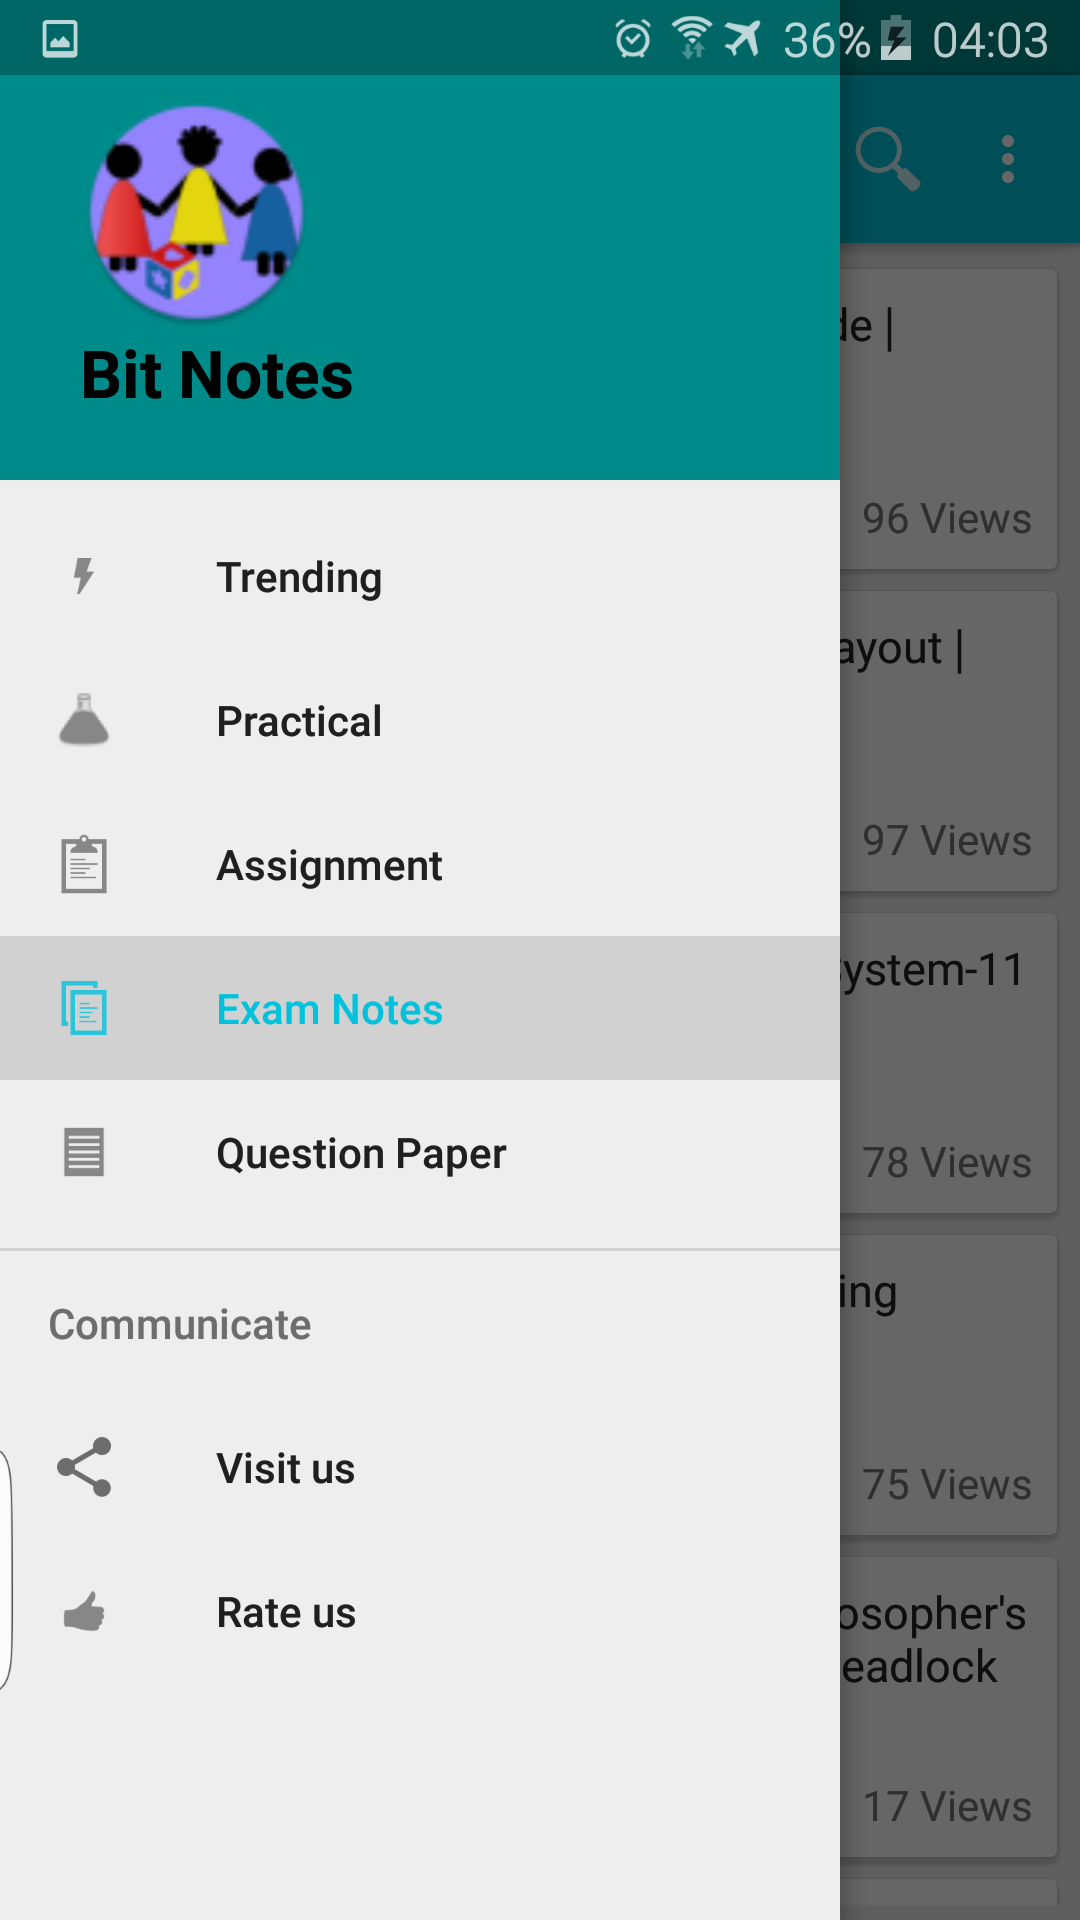 36% 04:03
Bit Notes
Trending
Practical
Assignment
Exam Notes
Question Paper
Communicate
Visit us
Rate us
de |
96 Views
ayout |
97 Views
ystem-11
78 Views
ing
75 Views
osopher's
eadlock
17 Views